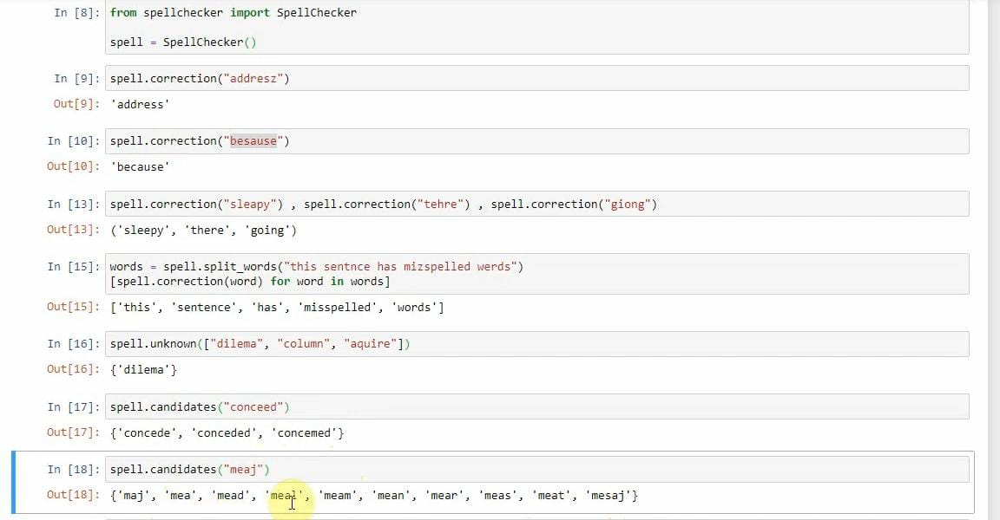 In [8]: from spellchecker import SpellChecker
spell = SpellChecker()
In [9]: spell.correction("addresz")
Out[9]: 'address'
In [10]: spell.correction("besause")
Out[10]: 'because'
In [13]: spell.correction("sleapy") , spell.correction("tehre") , spell.correction("giong")
Out[13]: ('sleepy', 'there', 'going')
In [15]: words = spell.split_words("this sentnce has mizspelled werds")
[spell.correction(word) for word in words]
Out[15]: ['this', 'sentence', 'has', 'misspelled', 'words']
In [16]: spell.unknown(["dilema", "column", "aquire"])
Out[16]: {'dilema'}
In [17]: spell.candidates("conceed")
Out[17]: {'concede', 'conceded', 'concemed'}
In [18]: spell.candidates("meaj")
Out[18]: {'maj', 'mea', 'mead', 'meal', 'meam', 'mean', 'mear', 'meas', 'meat', 'mesaj'}